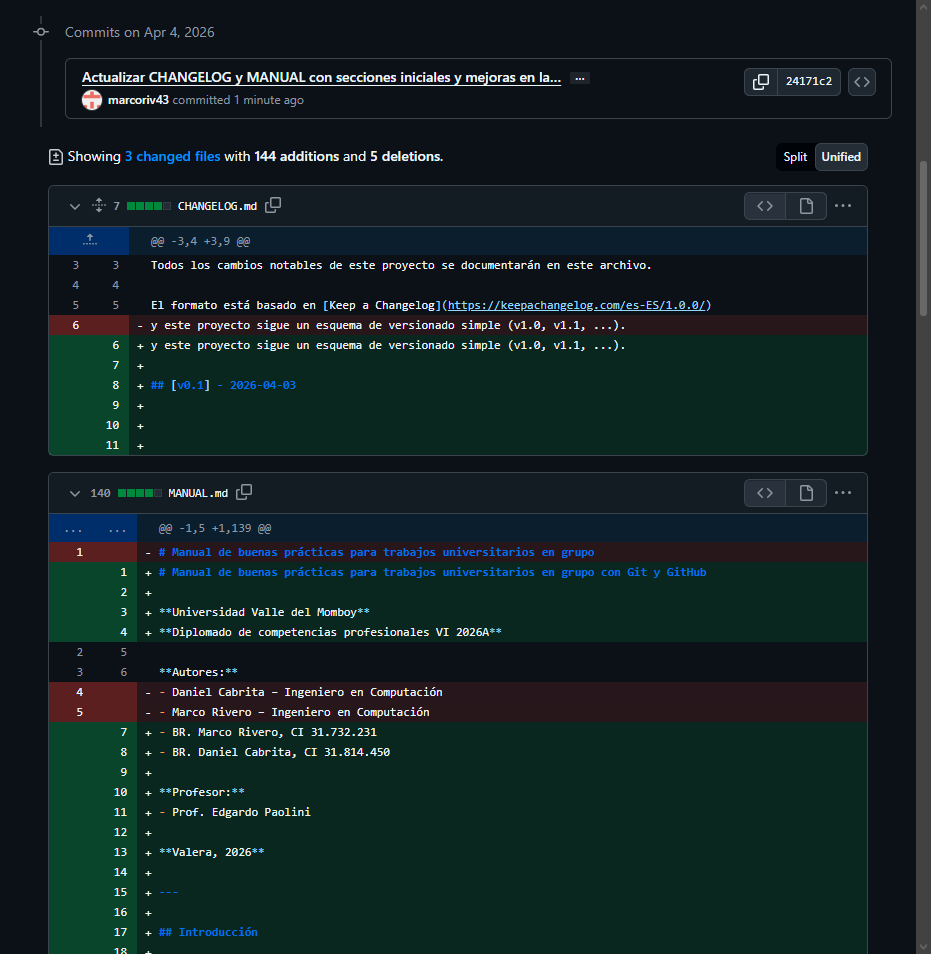 Commits on Apr 4, 2026
Actualizar CHANGELOG y MANUAL con secciones iniciales y mejoras en la... ...
marcoriv43 committed 1 minute ago
24171c2
Showing 3 changed files with 144 additions and 5 deletions.
Split Unified
7 CHANGELOG.md
@@ -3,4 +3,9 @@
3 3 Todos los cambios notables de este proyecto se documentarán en este archivo.
4 4
5 5 El formato está basado en [Keep a Changelog](https://keepachangelog.com/es-ES/1.0.0/)
6 - y este proyecto sigue un esquema de versionado simple (v1.0, v1.1, ...).
6 + y este proyecto sigue un esquema de versionado simple (v1.0, v1.1, ...).
7 +
8 + ## [v0.1] - 2026-04-03
9 +
10 +
11 +
140 MANUAL.md
... ... @@ -1,5 +1,139 @@
1 - # Manual de buenas prácticas para trabajos universitarios en grupo
1 + # Manual de buenas prácticas para trabajos universitarios en grupo con Git y GitHub
2 +
3 + **Universidad Valle del Momboy**
4 + **Diplomado de competencias profesionales VI 2026A**
2 5
3 6 **Autores:**
4 - - Daniel Cabrita – Ingeniero en Computación
5 - - Marco Rivero – Ingeniero en Computación
7 + - BR. Marco Rivero, CI 31.732.231
8 + - BR. Daniel Cabrita, CI 31.814.450
9 +
10 + **Profesor:**
11 + - Prof. Edgardo Paolini
12 +
13 + **Valera, 2026**
14 +
15 + ---
16 +
17 + ## Introducción
18 +